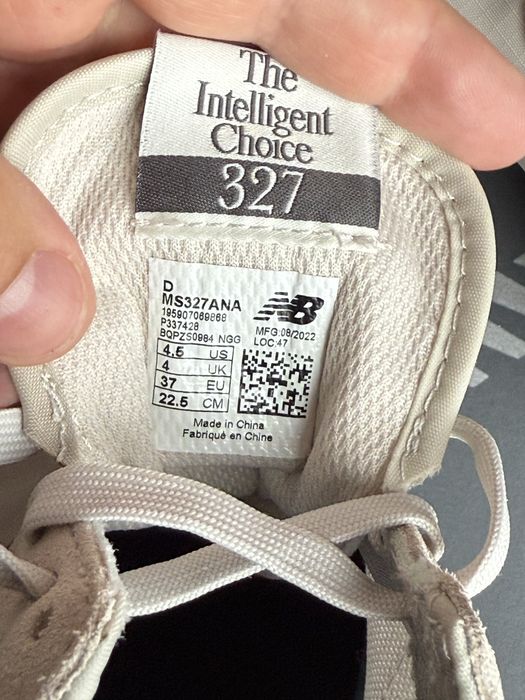 The
Intelligent
Choice
327
D
MS327ANA
195907069868
P337428
BQPZS0984 NGG
NB
MFG:08/2022
LOC:47
4.5 US
4 UK
37 EU
22.5 CM
Made in China
Fabriqué en Chine